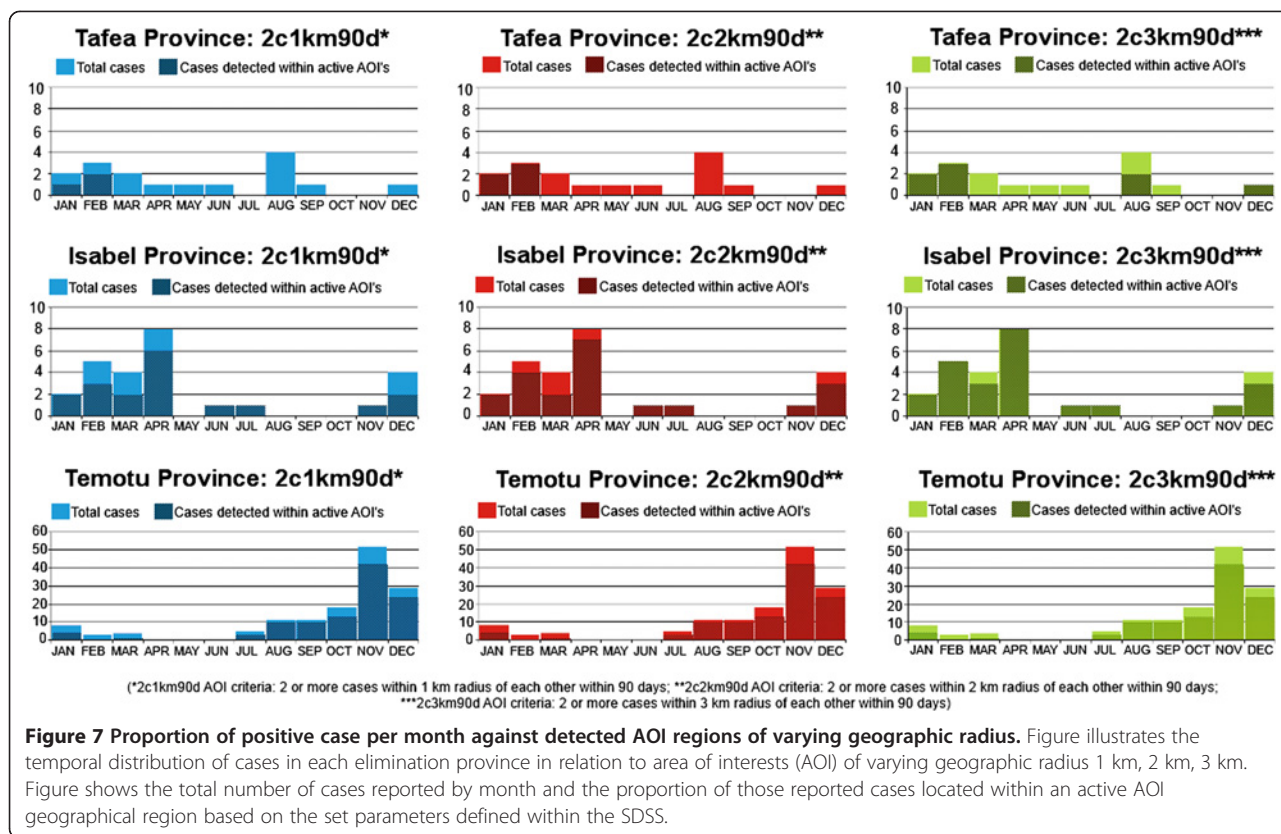 Tafea Province: 2c1km90d*
Total cases Cases detected within active AOI's
10
8
6
4
2
0
JAN FEB MAR APR MAY JUN JUL AUG SEP OCT NOV DEC
Tafea Province: 2c2km90d**
Total cases Cases detected within active AOI's
10
8
6
4
2
0
JAN FEB MAR APR MAY JUN JUL AUG SEP OCT NOV DEC
Tafea Province: 2c3km90d***
Total cases Cases detected within active AOI's
10
8
6
4
2
0
JAN FEB MAR APR MAY JUN JUL AUG SEP OCT NOV DEC
Isabel Province: 2c1km90d*
Total cases Cases detected within active AOI's
10
8
6
4
2
0
JAN FEB MAR APR MAY JUN JUL AUG SEP OCT NOV DEC
Isabel Province: 2c2km90d**
Total cases Cases detected within active AOI's
10
8
6
4
2
0
JAN FEB MAR APR MAY JUN JUL AUG SEP OCT NOV DEC
Isabel Province: 2c3km90d***
Total cases Cases detected within active AOI's
10
8
6
4
2
0
JAN FEB MAR APR MAY JUN JUL AUG SEP OCT NOV DEC
Temotu Province: 2c1km90d*
Total cases Cases detected within active AOI's
60
50
40
30
20
10
0
JAN FEB MAR APR MAY JUN JUL AUG SEP OCT NOV DEC
Temotu Province: 2c2km90d**
Total cases Cases detected within active AOI's
60
50
40
30
20
10
0
JAN FEB MAR APR MAY JUN JUL AUG SEP OCT NOV DEC
Temotu Province: 2c3km90d***
Total cases Cases detected within active AOI's
60
50
40
30
20
10
0
JAN FEB MAR APR MAY JUN JUL AUG SEP OCT NOV DEC
(*2c1km90d AOI criteria: 2 or more cases within 1 km radius of each other within 90 days; **2c2km90d AOI criteria: 2 or more cases within 2 km radius of each other within 90 days;
***2c3km90d AOI criteria: 2 or more cases within 3 km radius of each other within 90 days)
Figure 7 Proportion of positive case per month against detected AOI regions of varying geographic radius. Figure illustrates the
temporal distribution of cases in each elimination province in relation to area of interests (AOI) of varying geographic radius 1 km, 2 km, 3 km.
Figure shows the total number of cases reported by month and the proportion of those reported cases located within an active AOI
geographical region based on the set parameters defined within the SDSS.